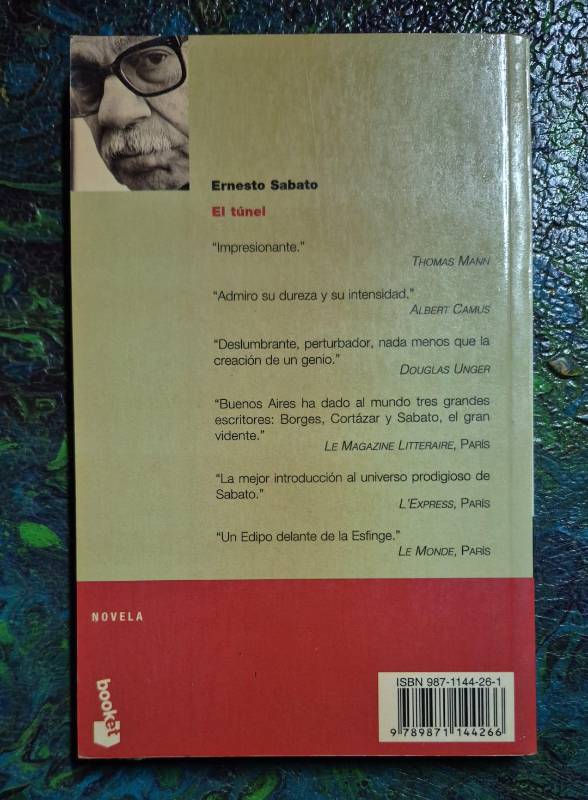 Ernesto Sabato
El túnel
“Impresionante.”
THOMAS MANN
“Admiro su dureza y su intensidad.”
ALBERT CAMUS
“Deslumbrante, perturbador, nada menos que la
creación de un genio.”
DOUGLAS UNGER
“Buenos Aires ha dado al mundo tres grandes
escritores: Borges, Cortázar y Sabato, el gran
vidente.”
LE MAGAZINE LITTERAIRE, PARÍS
“La mejor introducción al universo prodigioso de
Sabato.”
L'EXPRESS, PARÍS
“Un Edipo delante de la Esfinge.”
LE MONDE, PARÍS
NOVELA
booket
ISBN 987-1144-26-1
9 789871 144266